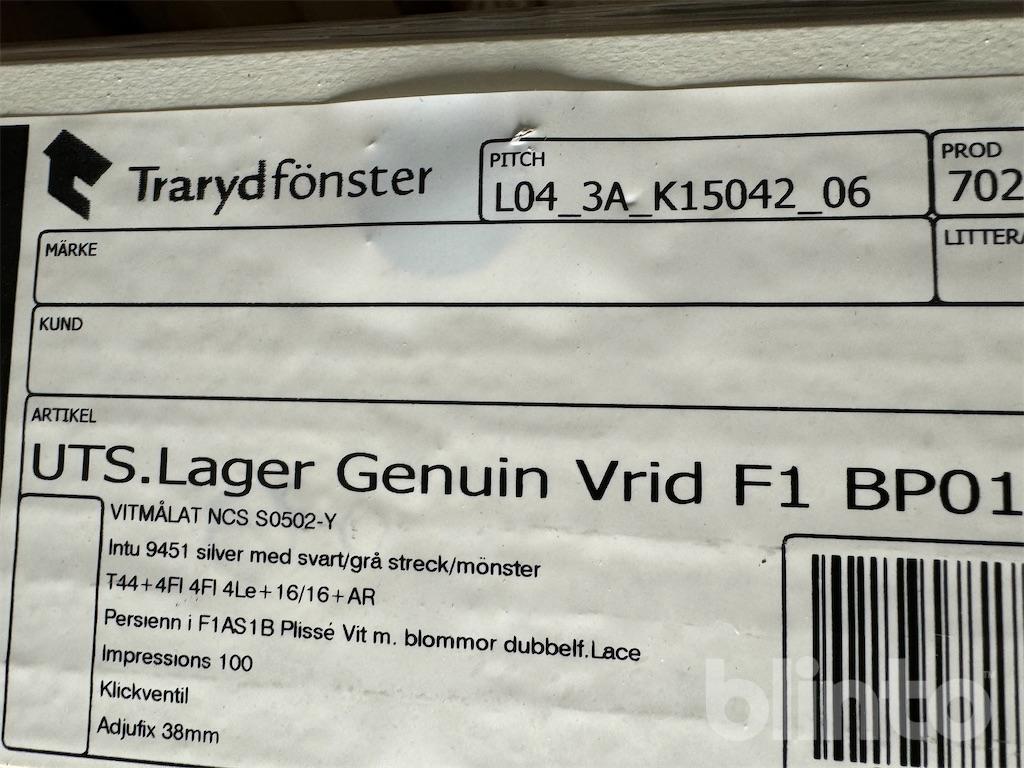 Trarydfönster
PITCH
L04_3A_K15042_06
PROD
702
MÄRKE
LITTERA
KUND
ARTIKEL
UTS.Lager Genuin Vrid F1 BP01
VITMÅLAT NCS S0502-Y
Intu 9451 silver med svart/grå streck/mönster
T44+4Fl 4Fl 4Le+16/16+AR
Persienn i F1AS1B Plissé Vit m. blommor dubbelf.Lace
Impressions 100
Klickventil
Adjufix 38mm
blinto